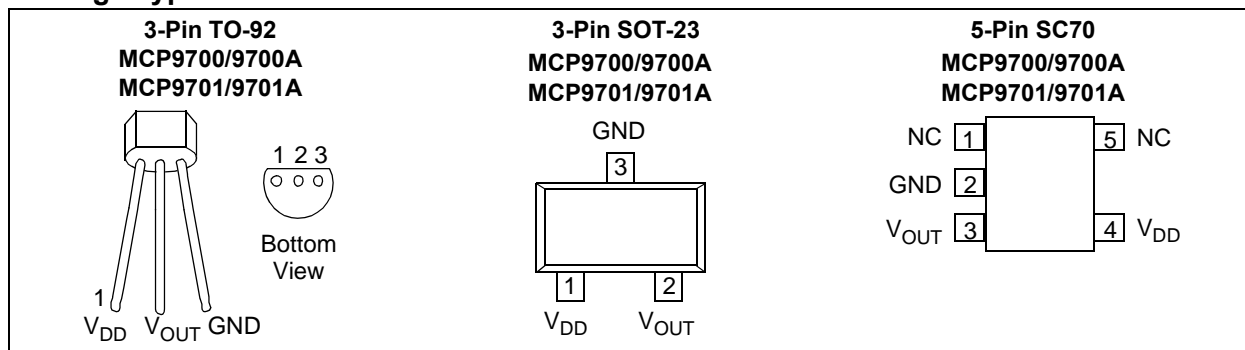 3-Pin TO-92
MCP9700/9700A
MCP9701/9701A
1 2 3
Bottom
View
1
VDD VOUT GND
3-Pin SOT-23
MCP9700/9700A
MCP9701/9701A
GND
3
1 2
VDD VOUT
5-Pin SC70
MCP9700/9700A
MCP9701/9701A
NC 1 5 NC
GND 2
VOUT 3 4 VDD